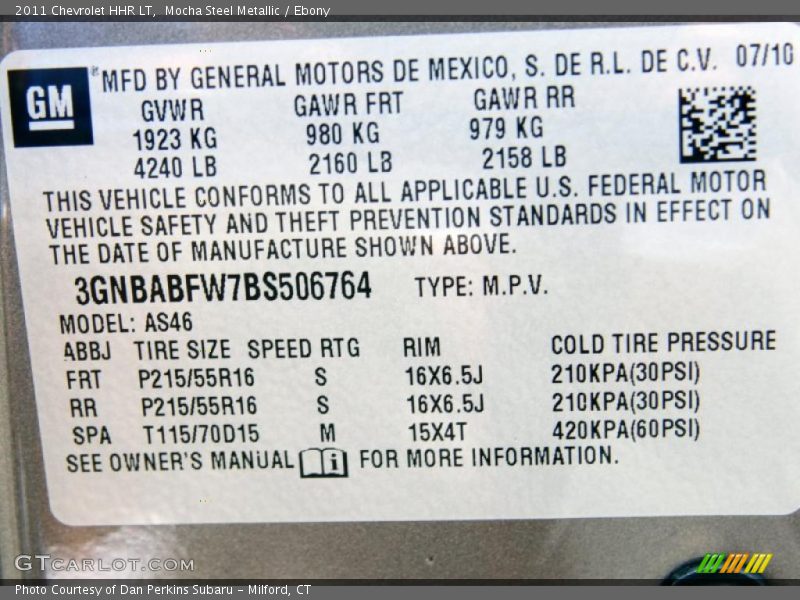 2011 Chevrolet HHR LT, Mocha Steel Metallic / Ebony
GM ® MFD BY GENERAL MOTORS DE MEXICO, S. DE R.L. DE C.V. 07/10
GVWR GAWR FRT GAWR RR
1923 KG 980 KG 979 KG
4240 LB 2160 LB 2158 LB
THIS VEHICLE CONFORMS TO ALL APPLICABLE U.S. FEDERAL MOTOR
VEHICLE SAFETY AND THEFT PREVENTION STANDARDS IN EFFECT ON
THE DATE OF MANUFACTURE SHOWN ABOVE.
3GNBABFW7BS506764 TYPE: M.P.V.
MODEL: AS46
ABBJ TIRE SIZE SPEED RTG RIM COLD TIRE PRESSURE
FRT P215/55R16 S 16X6.5J 210KPA(30PSI)
RR P215/55R16 S 16X6.5J 210KPA(30PSI)
SPA T115/70D15 M 15X4T 420KPA(60PSI)
SEE OWNER'S MANUAL i FOR MORE INFORMATION.
GTCARLOT.COM
Photo Courtesy of Dan Perkins Subaru - Milford, CT